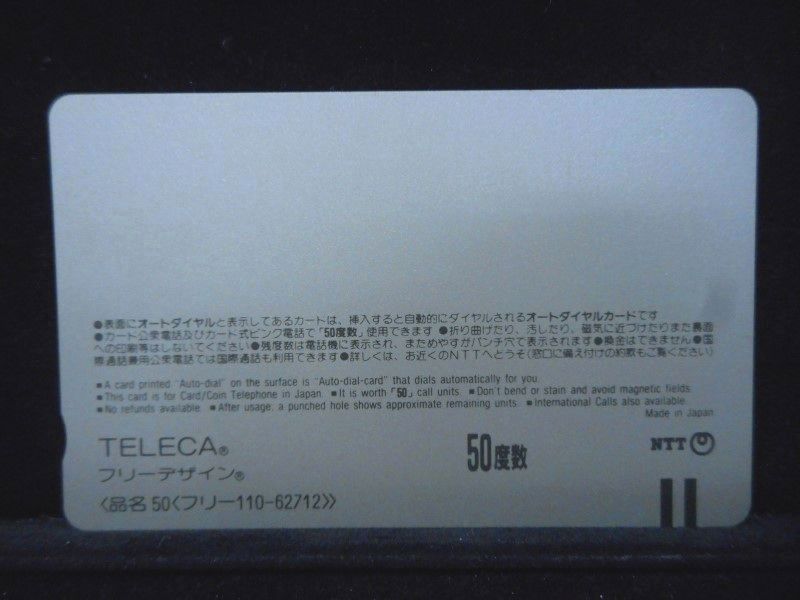 ●表面にオートダイヤルと表示してあるカードは、挿入すると自動的にダイヤルされるオートダイヤルカードです
●カード公衆電話及びカード式ピンク電話で「50度数」使用できます ●折り曲げたり、汚したり、磁気に近づけたりまた裏面
への印刷等はしないでください ●残度数は電話機に表示され、まためやすがパンチ穴で表示されます ●換金はできません ●国
際通話兼用公衆電話では国際通話も利用できます ●詳しくは、お近くのNTTへどうぞ(窓口に備え付けの約款もご覧ください)
■A card printed "Auto-dial" on the surface is "Auto-dial-card" that dials automatically for you.
■This card is for Card/Coin Telephone in Japan. ■It is worth「50」call units. ■Don't bend or stain and avoid magnetic fields.
■No refunds available. ■After usage: a punched hole shows approximate remaining units. ■International Calls also available.
Made in Japan
TELECA®
フリーデザイン®
50度数
NTT
〈品名 50〈フリー110-62712〉〉